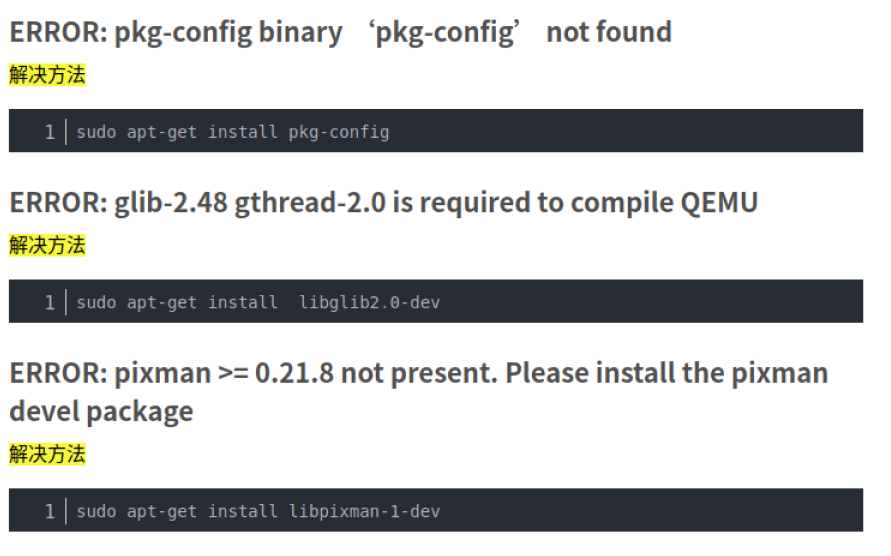 ERROR: pkg-config binary ‘pkg-config’ not found
解决方法
1 sudo apt-get install pkg-config
ERROR: glib-2.48 gthread-2.0 is required to compile QEMU
解决方法
1 sudo apt-get install  libglib2.0-dev
ERROR: pixman >= 0.21.8 not present. Please install the pixman
devel package
解决方法
1 sudo apt-get install libpixman-1-dev